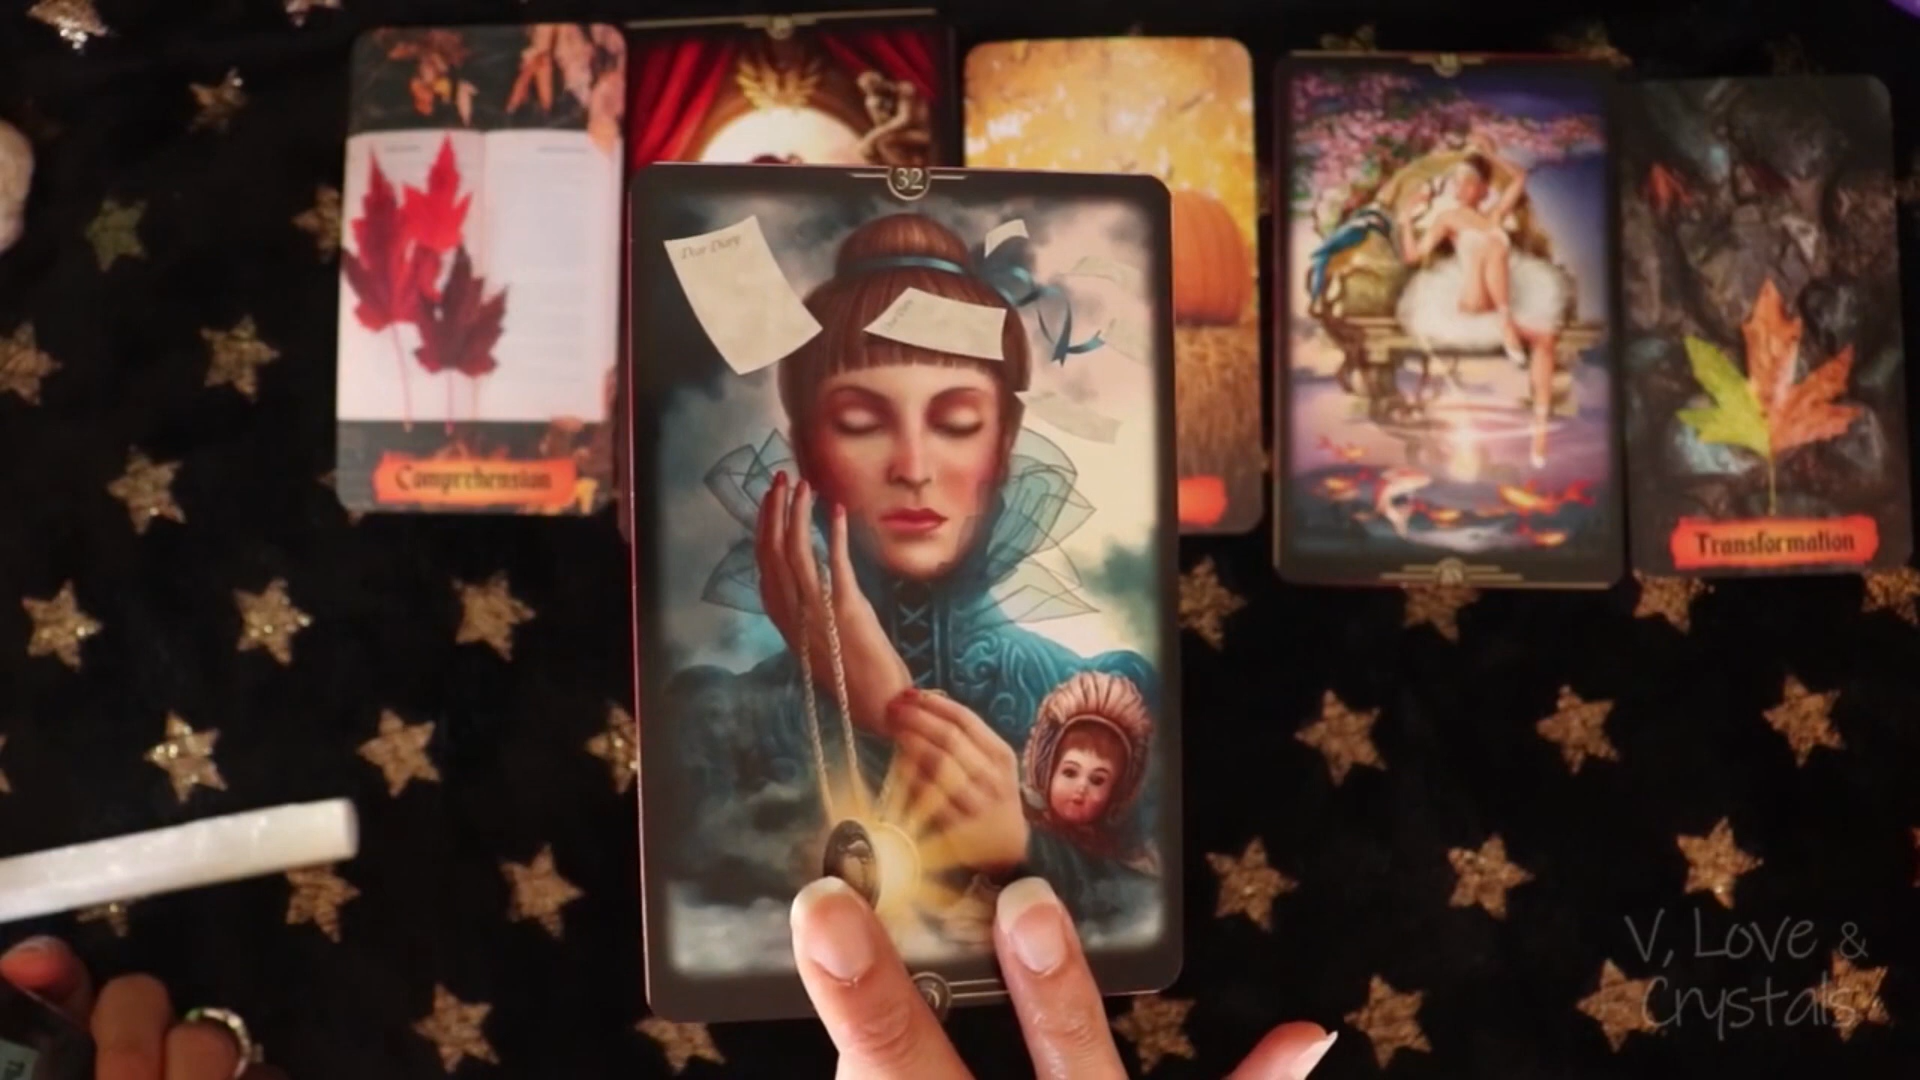 32
Dear Diary
Comprehension
Transformation
V, Love &
Crystals